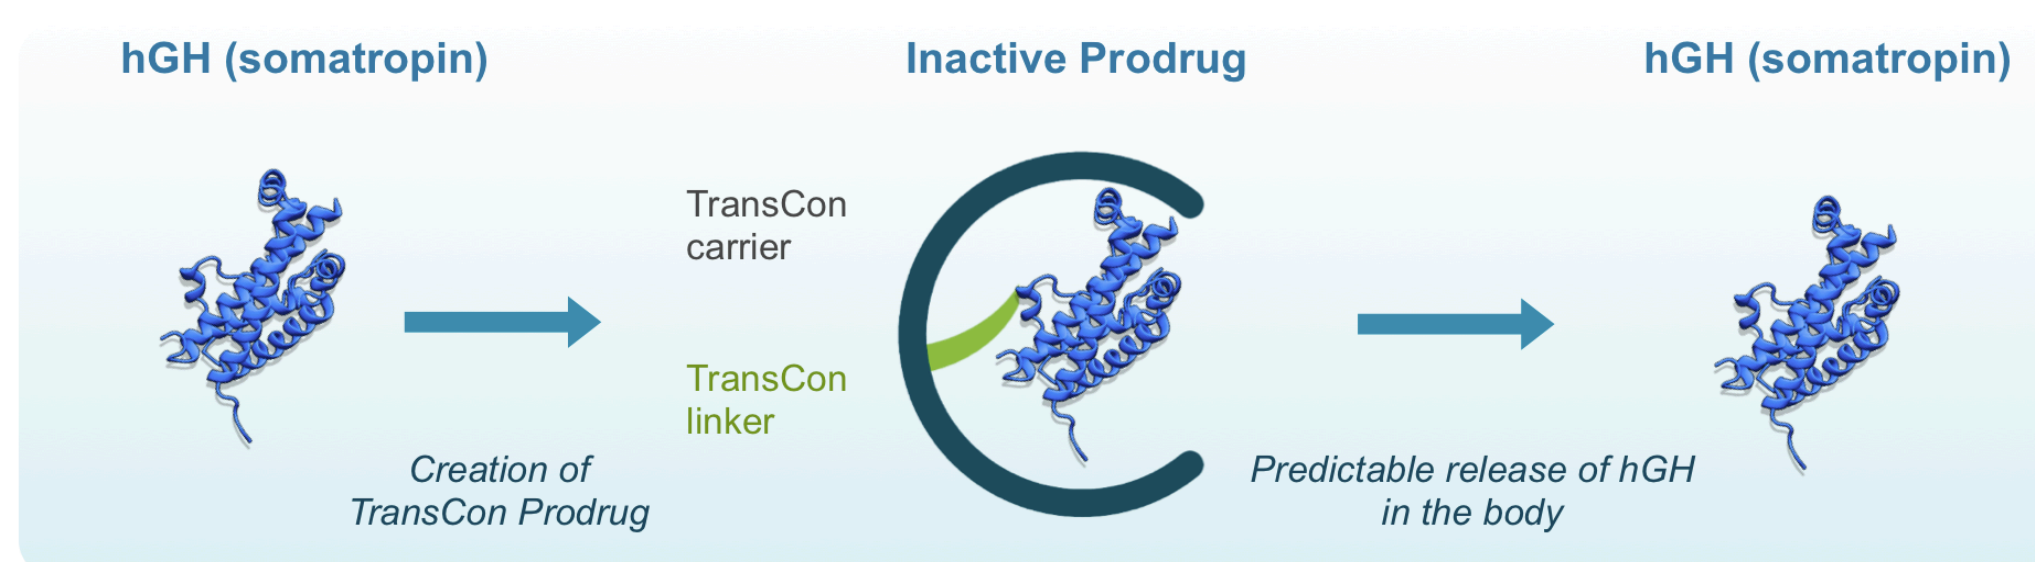 hGH (somatropin)
Inactive Prodrug
hGH (somatropin)
TransCon
carrier
TransCon
linker
Creation of
TransCon Prodrug
Predictable release of hGH
in the body